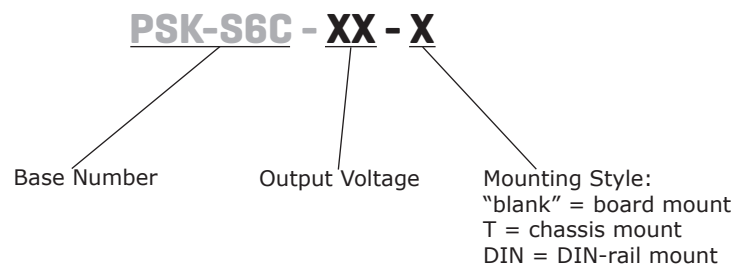 PSK-S6C - XX - X
Base Number
Output Voltage
Mounting Style:
“blank” = board mount
T = chassis mount
DIN = DIN-rail mount